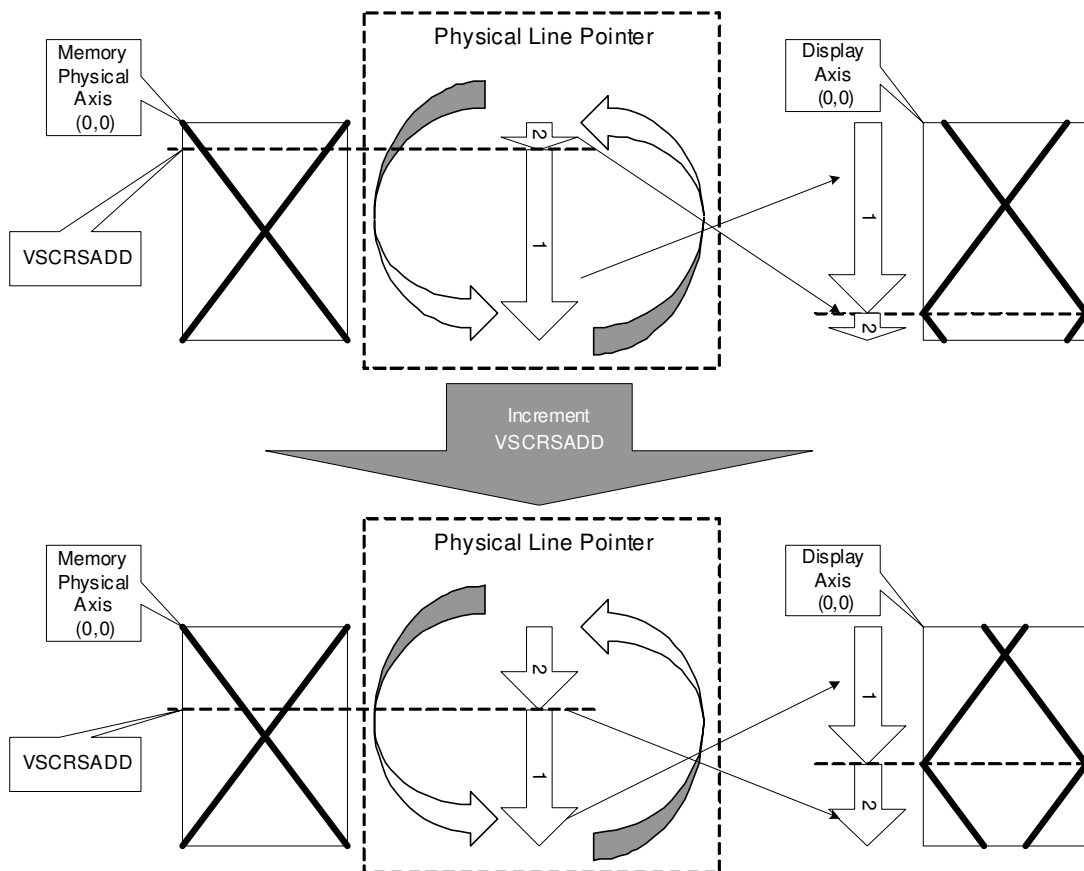 Memory
Physical
Axis
(0,0)
Physical Line Pointer
Display
Axis
(0,0)
VSCRSADD
2
1
1
2
Increment
VSCRSADD
Memory
Physical
Axis
(0,0)
Physical Line Pointer
Display
Axis
(0,0)
VSCRSADD
2
1
1
2